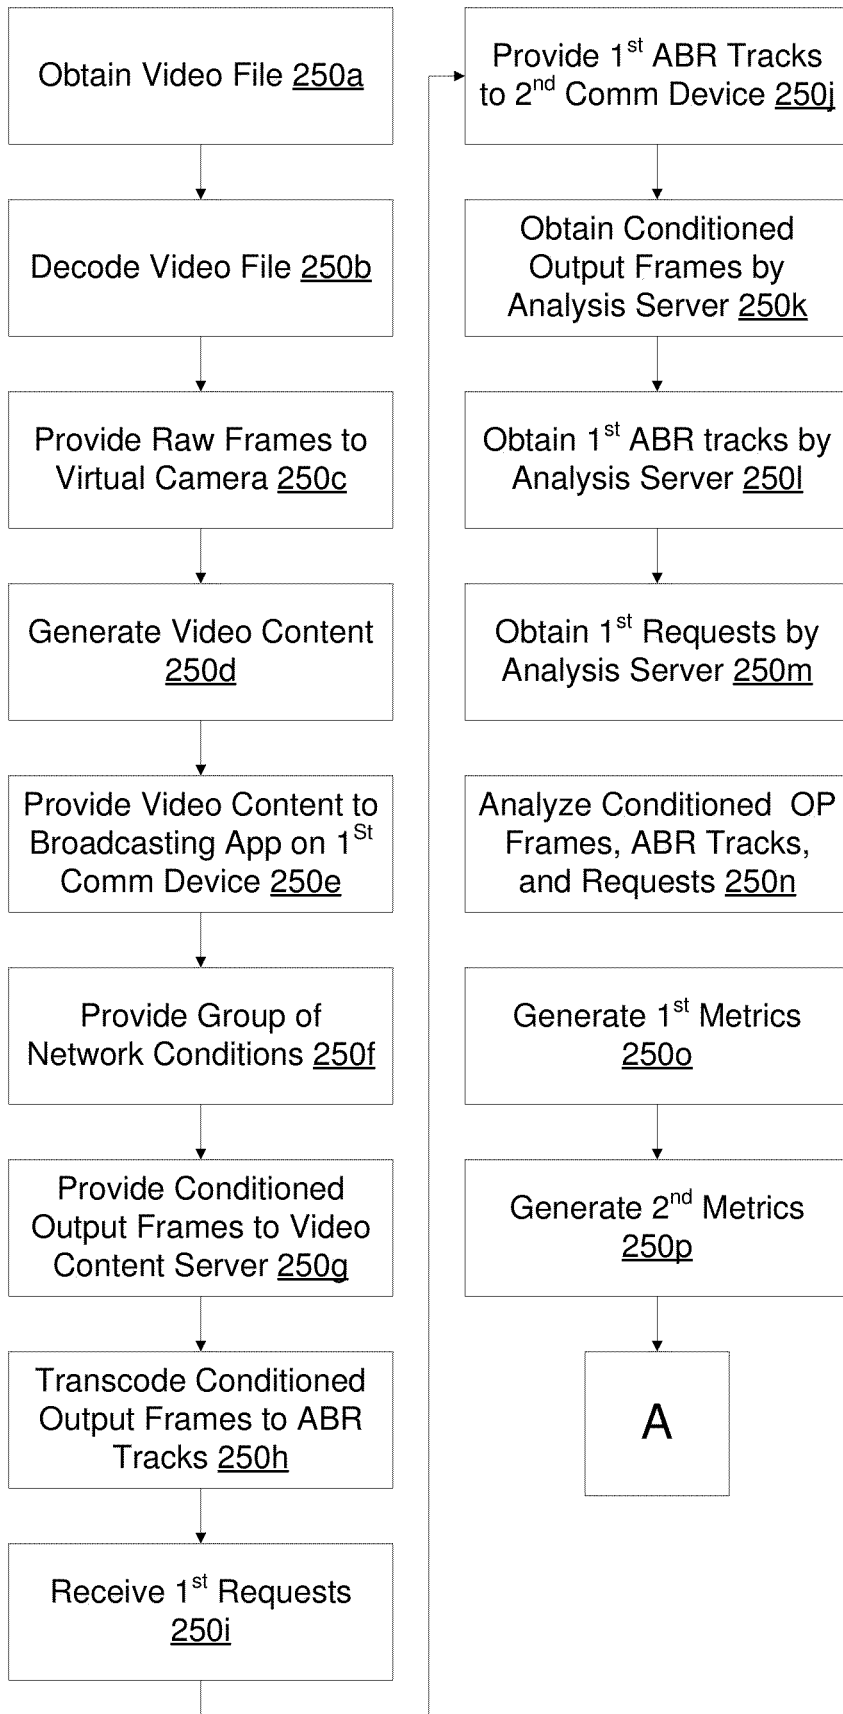 Obtain Video File 250a
Decode Video File 250b
Provide Raw Frames to
Virtual Camera 250c
Generate Video Content
250d
Provide Video Content to
Broadcasting App on 1St
Comm Device 250e
Provide Group of
Network Conditions 250f
Provide Conditioned
Output Frames to Video
Content Server 250g
Transcode Conditioned
Output Frames to ABR
Tracks 250h
Receive 1st Requests
250i
Provide 1st ABR Tracks
to 2nd Comm Device 250j
Obtain Conditioned
Output Frames by
Analysis Server 250k
Obtain 1st ABR tracks by
Analysis Server 250l
Obtain 1st Requests by
Analysis Server 250m
Analyze Conditioned OP
Frames, ABR Tracks,
and Requests 250n
Generate 1st Metrics
250o
Generate 2nd Metrics
250p
A